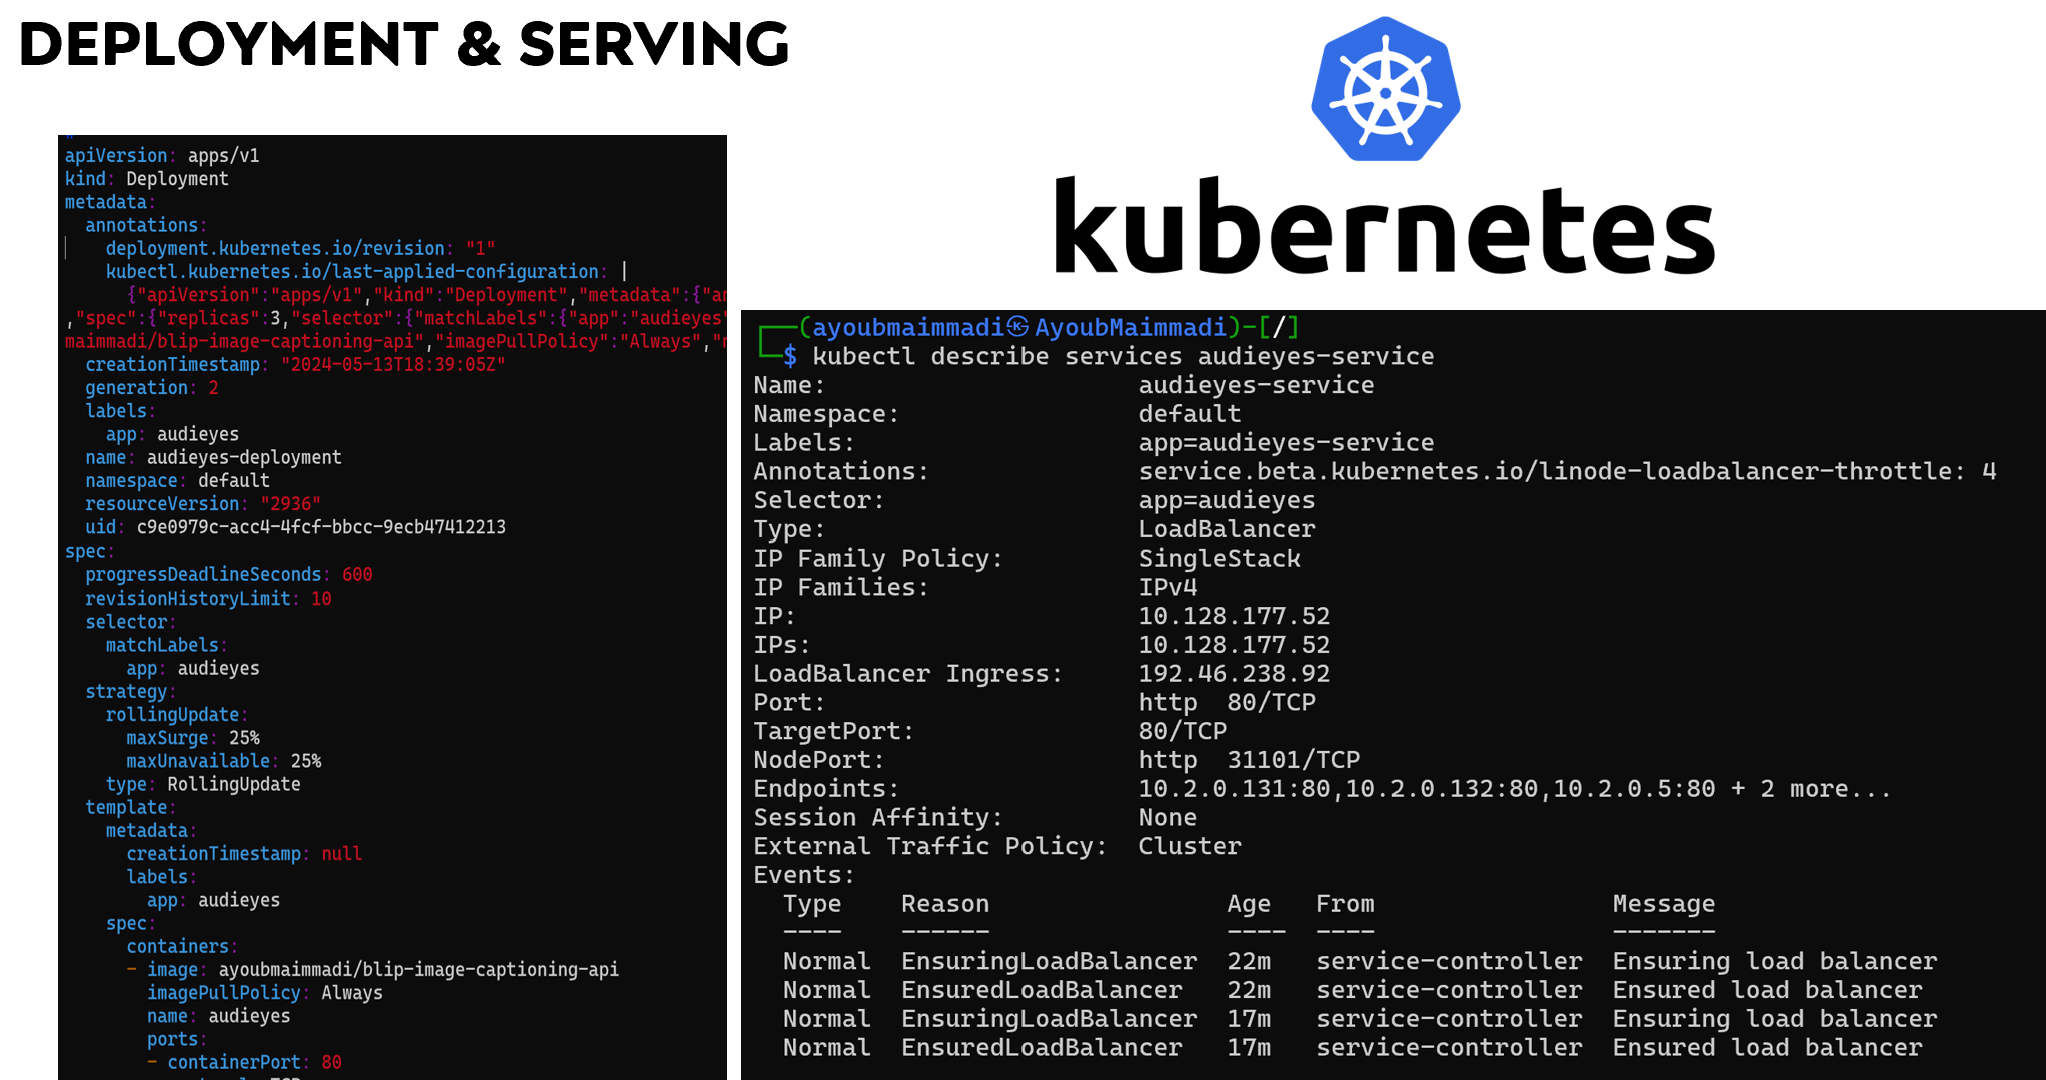 DEPLOYMENT & SERVING
apiVersion: apps/v1
kind: Deployment
metadata:
  annotations:
    deployment.kubernetes.io/revision: "1"
    kubectl.kubernetes.io/last-applied-configuration: |
      {"apiVersion":"apps/v1","kind":"Deployment","metadata":{"an
,"spec":{"replicas":3,"selector":{"matchLabels":{"app":"audieyes"
maimmadi/blip-image-captioning-api","imagePullPolicy":"Always","n
  creationTimestamp: "2024-05-13T18:39:05Z"
  generation: 2
  labels:
    app: audieyes
  name: audieyes-deployment
  namespace: default
  resourceVersion: "2936"
  uid: c9e0979c-acc4-4fcf-bbcc-9ecb47412213
spec:
  progressDeadlineSeconds: 600
  revisionHistoryLimit: 10
  selector:
    matchLabels:
      app: audieyes
  strategy:
    rollingUpdate:
      maxSurge: 25%
      maxUnavailable: 25%
    type: RollingUpdate
  template:
    metadata:
      creationTimestamp: null
      labels:
        app: audieyes
    spec:
      containers:
      - image: ayoubmaimmadi/blip-image-captioning-api
        imagePullPolicy: Always
        name: audieyes
        ports:
        - containerPort: 80
kubernetes
(ayoubmaimmadi㉿AyoubMaimmadi)-[/]
$ kubectl describe services audieyes-service
Name: audieyes-service
Namespace: default
Labels: app=audieyes-service
Annotations: service.beta.kubernetes.io/linode-loadbalancer-throttle: 4
Selector: app=audieyes
Type: LoadBalancer
IP Family Policy: SingleStack
IP Families: IPv4
IP: 10.128.177.52
IPs: 10.128.177.52
LoadBalancer Ingress: 192.46.238.92
Port: http 80/TCP
TargetPort: 80/TCP
NodePort: http 31101/TCP
Endpoints: 10.2.0.131:80,10.2.0.132:80,10.2.0.5:80 + 2 more...
Session Affinity: None
External Traffic Policy: Cluster
Events:
  Type Reason Age From Message
  ---- ------ ---- ---- -------
  Normal EnsuringLoadBalancer 22m service-controller Ensuring load balancer
  Normal EnsuredLoadBalancer 22m service-controller Ensured load balancer
  Normal EnsuringLoadBalancer 17m service-controller Ensuring load balancer
  Normal EnsuredLoadBalancer 17m service-controller Ensured load balancer